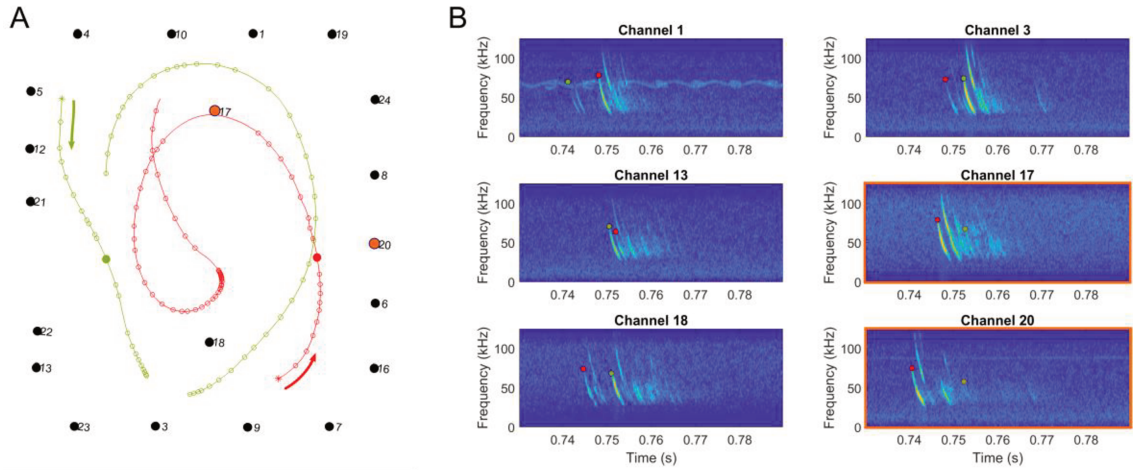 A
4
10
1
19
5
17
24
12
8
21
20
6
22
18
13
16
23
3
9
7
B
Channel 1
Channel 3
Frequency (kHz)
100
50
0
0.74 0.75 0.76 0.77 0.78
Frequency (kHz)
100
50
0
0.74 0.75 0.76 0.77 0.78
Channel 13
Channel 17
Frequency (kHz)
100
50
0
0.74 0.75 0.76 0.77 0.78
Frequency (kHz)
100
50
0
0.74 0.75 0.76 0.77 0.78
Channel 18
Channel 20
Frequency (kHz)
100
50
0
0.74 0.75 0.76 0.77 0.78
Time (s)
Frequency (kHz)
100
50
0
0.74 0.75 0.76 0.77 0.78
Time (s)